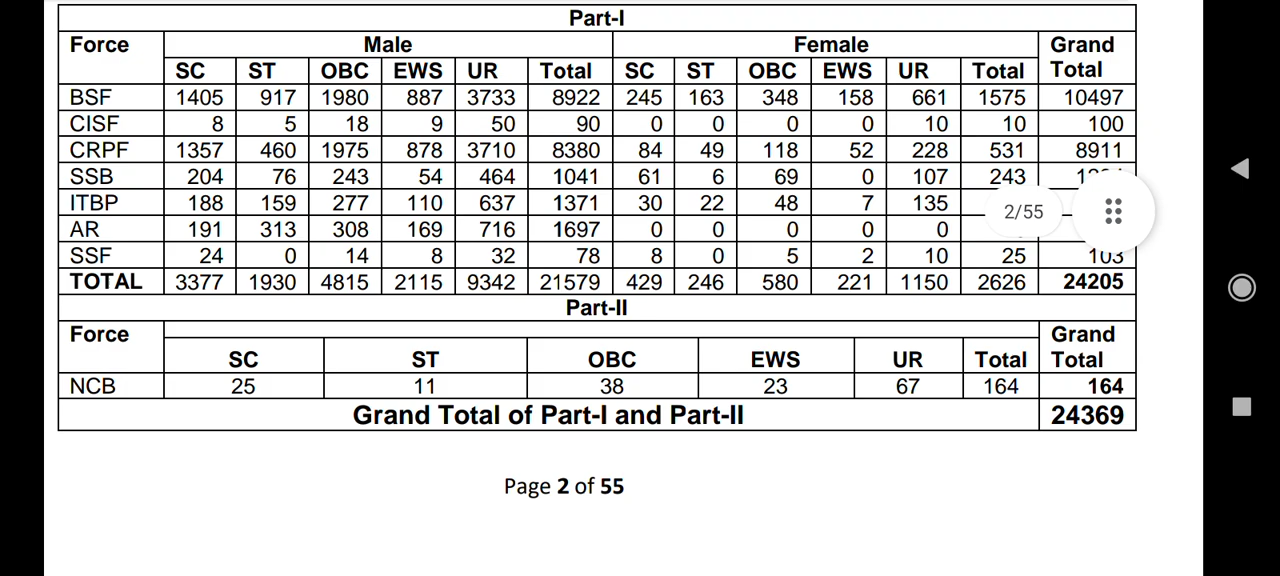 Part-I
Force Male Female Grand Total
SC ST OBC EWS UR Total SC ST OBC EWS UR Total
BSF 1405 917 1980 887 3733 8922 245 163 348 158 661 1575 10497
CISF 8 5 18 9 50 90 0 0 0 0 10 10 100
CRPF 1357 460 1975 878 3710 8380 84 49 118 52 228 531 8911
SSB 204 76 243 54 464 1041 61 6 69 0 107 243
ITBP 188 159 277 110 637 1371 30 22 48 7 135
2/55
AR 191 313 308 169 716 1697 0 0 0 0 0
SSF 24 0 14 8 32 78 8 0 5 2 10 25 103
TOTAL 3377 1930 4815 2115 9342 21579 429 246 580 221 1150 2626 24205
Part-II
Force Grand Total
SC ST OBC EWS UR Total
NCB 25 11 38 23 67 164 164
Grand Total of Part-I and Part-II 24369
Page 2 of 55